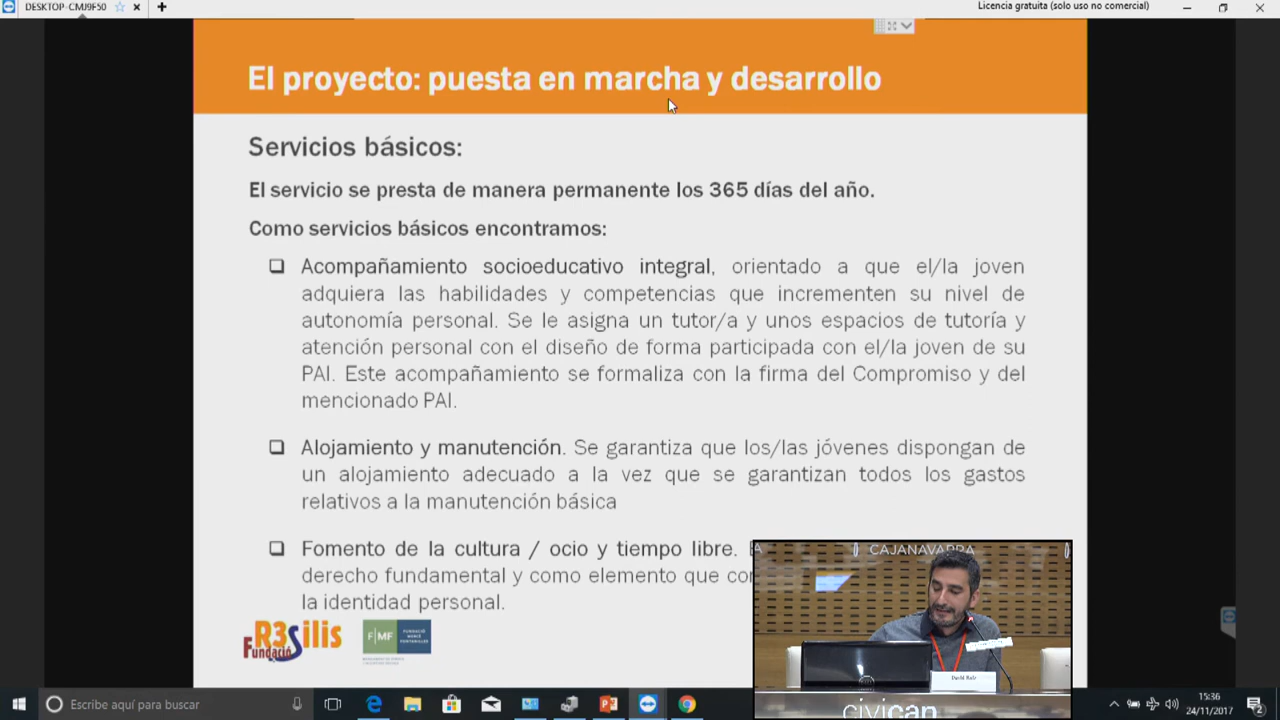 DESKTOP-CMJ9F50
Licencia gratuita (solo uso no comercial)
El proyecto: puesta en marcha y desarrollo
Servicios básicos:
El servicio se presta de manera permanente los 365 días del año.
Como servicios básicos encontramos:
Acompañamiento socioeducativo integral, orientado a que el/la joven
adquiera las habilidades y competencias que incrementen su nivel de
autonomía personal. Se le asigna un tutor/a y unos espacios de tutoría y
atención personal con el diseño de forma participada con el/la joven de su
PAI. Este acompañamiento se formaliza con la firma del Compromiso y del
mencionado PAI.
Alojamiento y manutención. Se garantiza que los/las jóvenes dispongan de
un alojamiento adecuado a la vez que se garantizan todos los gastos
relativos a la manutención básica
Fomento de la cultura / ocio y tiempo libre.
derecho fundamental y como elemento que
la identidad personal.
CAJANAVARRA
David Ruiz
civican
R3Silis
Fundació
FMF
FUNDACIÓ
MERCÈ
FONTANILLES
Escribe aquí para buscar
15:36
24/11/2017
2